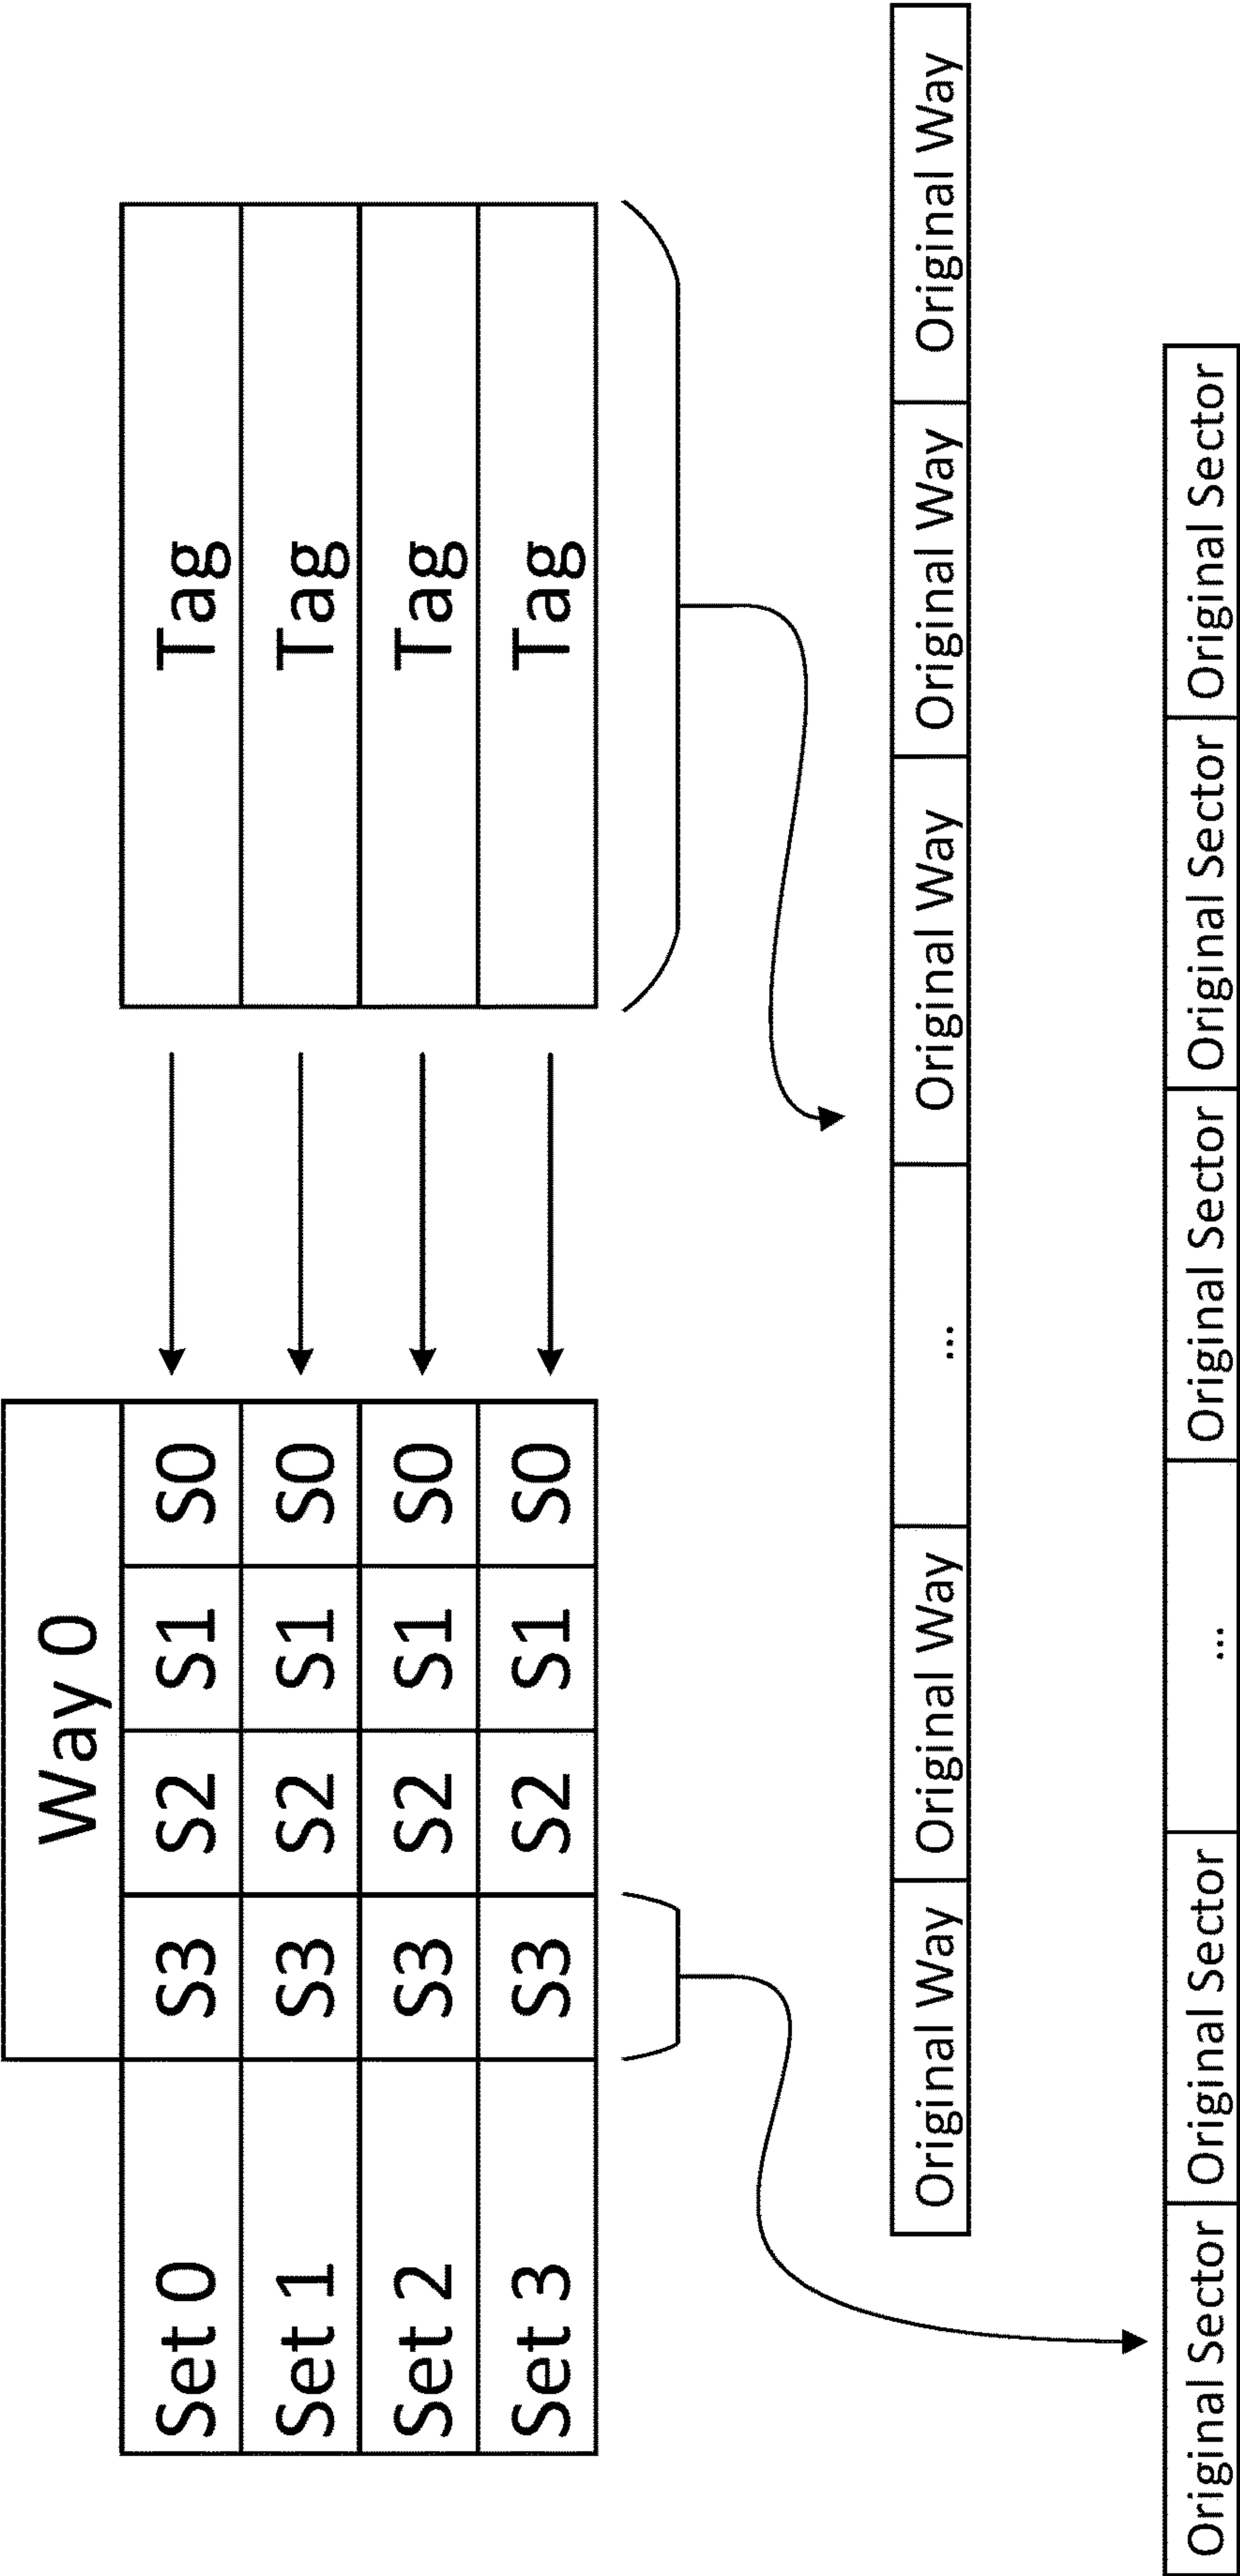 Way 0
Set 0 S3 S2 S1 S0 Tag
Set 1 S3 S2 S1 S0 Tag
Set 2 S3 S2 S1 S0 Tag
Set 3 S3 S2 S1 S0 Tag
Original Way Original Way ... Original Way Original Way Original Way
Original Sector Original Sector ... Original Sector Original Sector Original Sector